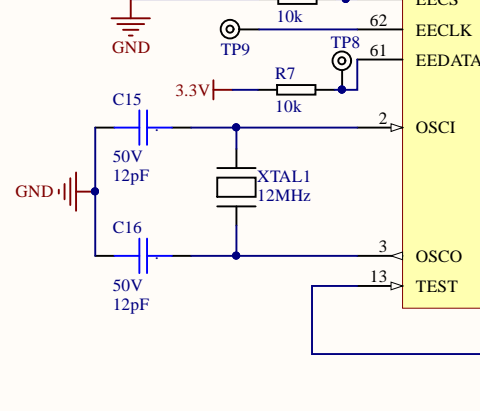 EECS
10k
62
EECLK
GND
TP9
TP8
61
EEDATA
R7
3.3V
10k
C15
2
OSCI
50V
12pF
XTAL1
12MHz
GND
C16
3
OSCO
13
TEST
50V
12pF